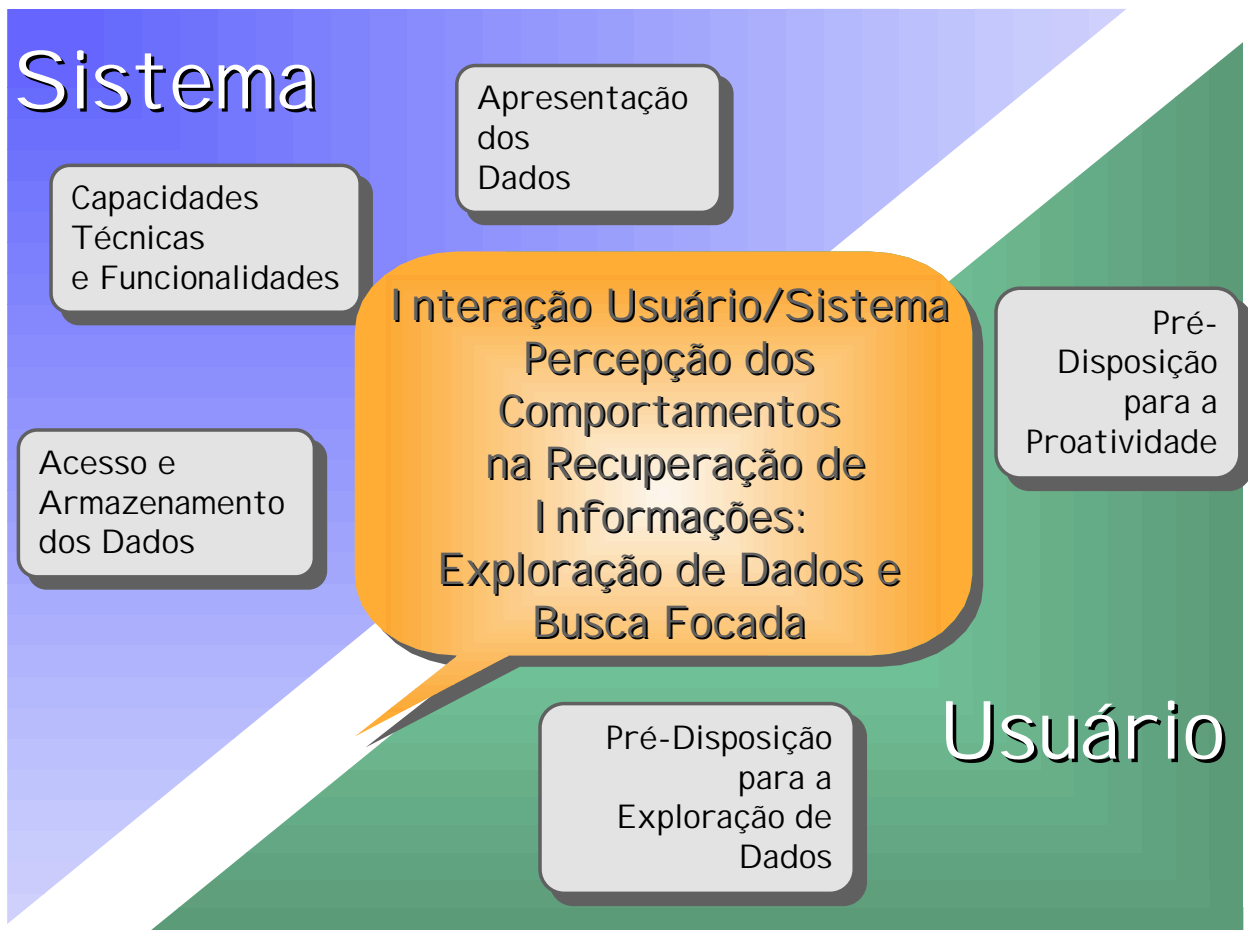 Sistema
Apresentação
dos
Dados
Capacidades
Técnicas
e Funcionalidades
Interação Usuário/Sistema
Percepção dos
Comportamentos
na Recuperação de
Informações:
Exploração de Dados e
Busca Focada
Pré-
Disposição
para a
Proatividade
Acesso e
Armazenamento
dos Dados
Usuário
Pré-Disposição
para a
Exploração de
Dados